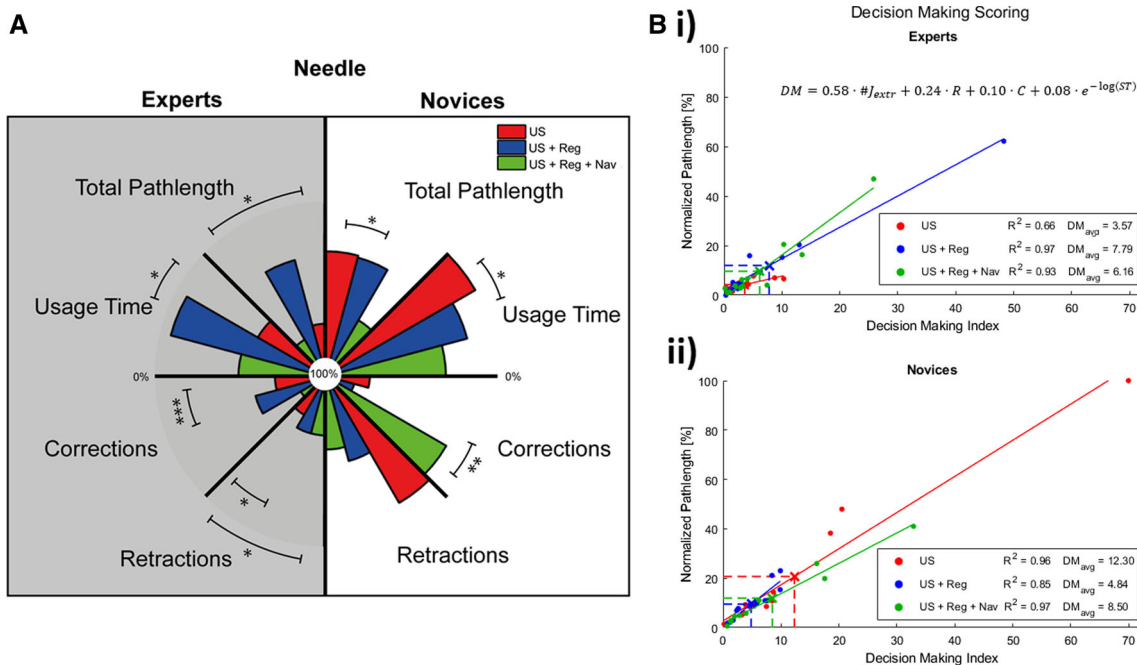 A
Needle
Experts
Novices
US
US + Reg
US + Reg + Nav
Total Pathlength
Total Pathlength
*
*
*
*
Usage Time
Usage Time
0%
100%
0%
***
Corrections
Corrections
**
*
Retractions
*
Retractions
B i)
Decision Making Scoring
Experts
DM = 0.58 · #J_extr + 0.24 · R + 0.10 · C + 0.08 · e^{-log(ST)}
Normalized Pathlength [%]
100
80
60
40
20
0
US R² = 0.66 DM_avg = 3.57
US + Reg R² = 0.97 DM_avg = 7.79
US + Reg + Nav R² = 0.93 DM_avg = 6.16
0 10 20 30 40 50 60 70
Decision Making Index
ii)
Novices
Normalized Pathlength [%]
100
80
60
40
20
0
US R² = 0.96 DM_avg = 12.30
US + Reg R² = 0.85 DM_avg = 4.84
US + Reg + Nav R² = 0.97 DM_avg = 8.50
0 10 20 30 40 50 60 70
Decision Making Index